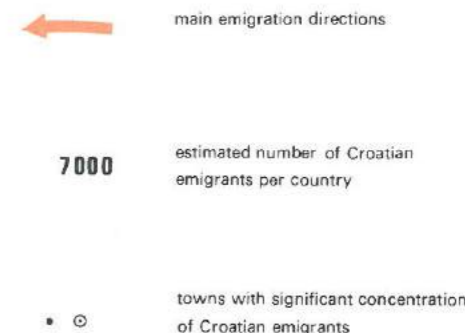 main emigration directions
7000
estimated number of Croatian
emigrants per country
towns with significant concentration
of Croatian emigrants